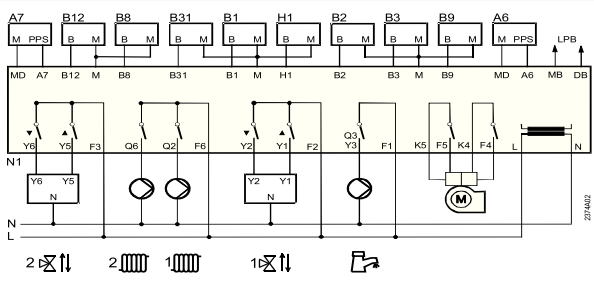 A7 B12 B8 B31 B1 H1 B2 B3 B9 A6
M PPS B M B M B M B M B M B M B M B M M PPS LPB
MD A7 B12 M B8 B31 B1 M H1 B2 B3 M B9 MD A6 MB DB
Q3
Y6 Y5 F3 Q6 Q2 F6 Y2 Y1 F2 Y3 F1 K5 F5 K4 F4 L N
N1
Y6 Y5 Y2 Y1
N N M
N
L
2 2 1 1
2374A02